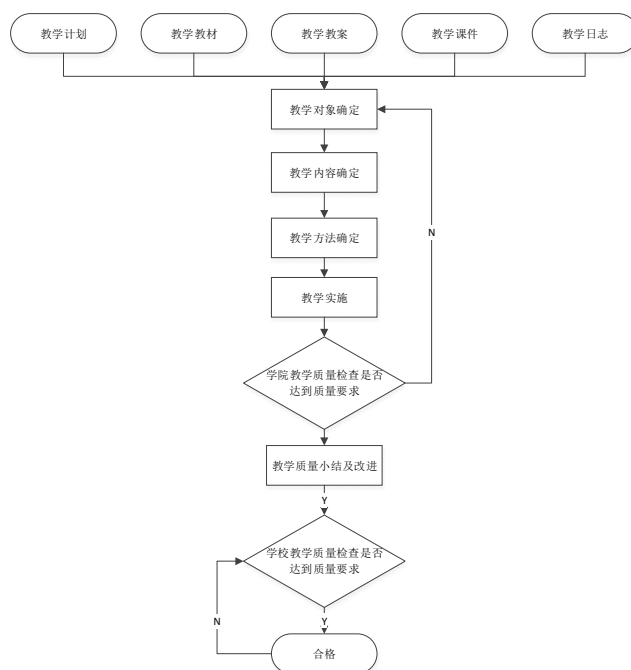 教学计划
教学教材
教学教案
教学课件
教学日志
教学对象确定
教学内容确定
教学方法确定
N
教学实施
学院教学质量检查是否
达到质量要求
教学质量小结及改进
Y
学校教学质量检查是否
达到质量要求
N
Y
合格